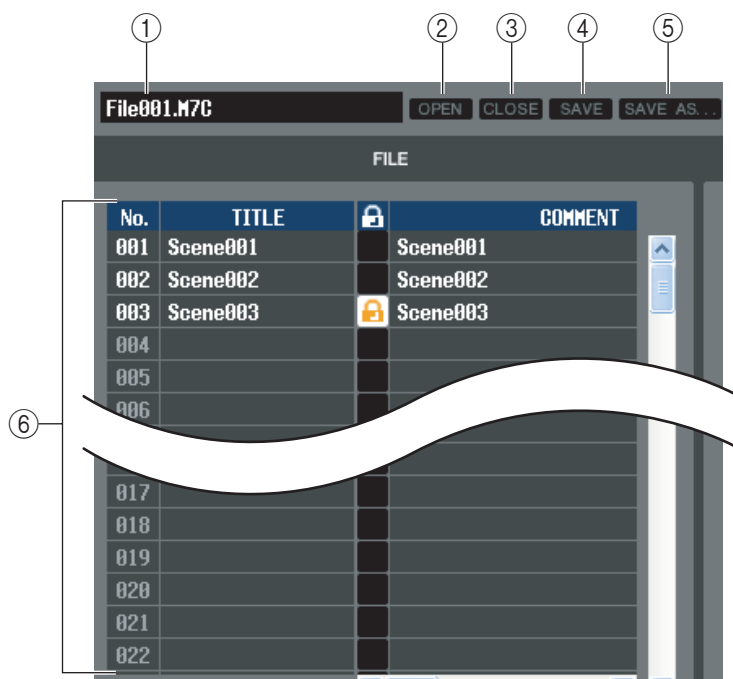 ① ② ③ ④ ⑤
File001.M7C OPEN CLOSE SAVE SAVE AS...
FILE
No. TITLE COMMENT
001 Scene001 Scene001
002 Scene002 Scene002
003 Scene003 Scene003
004
005
006
⑥
017
018
019
020
021
022